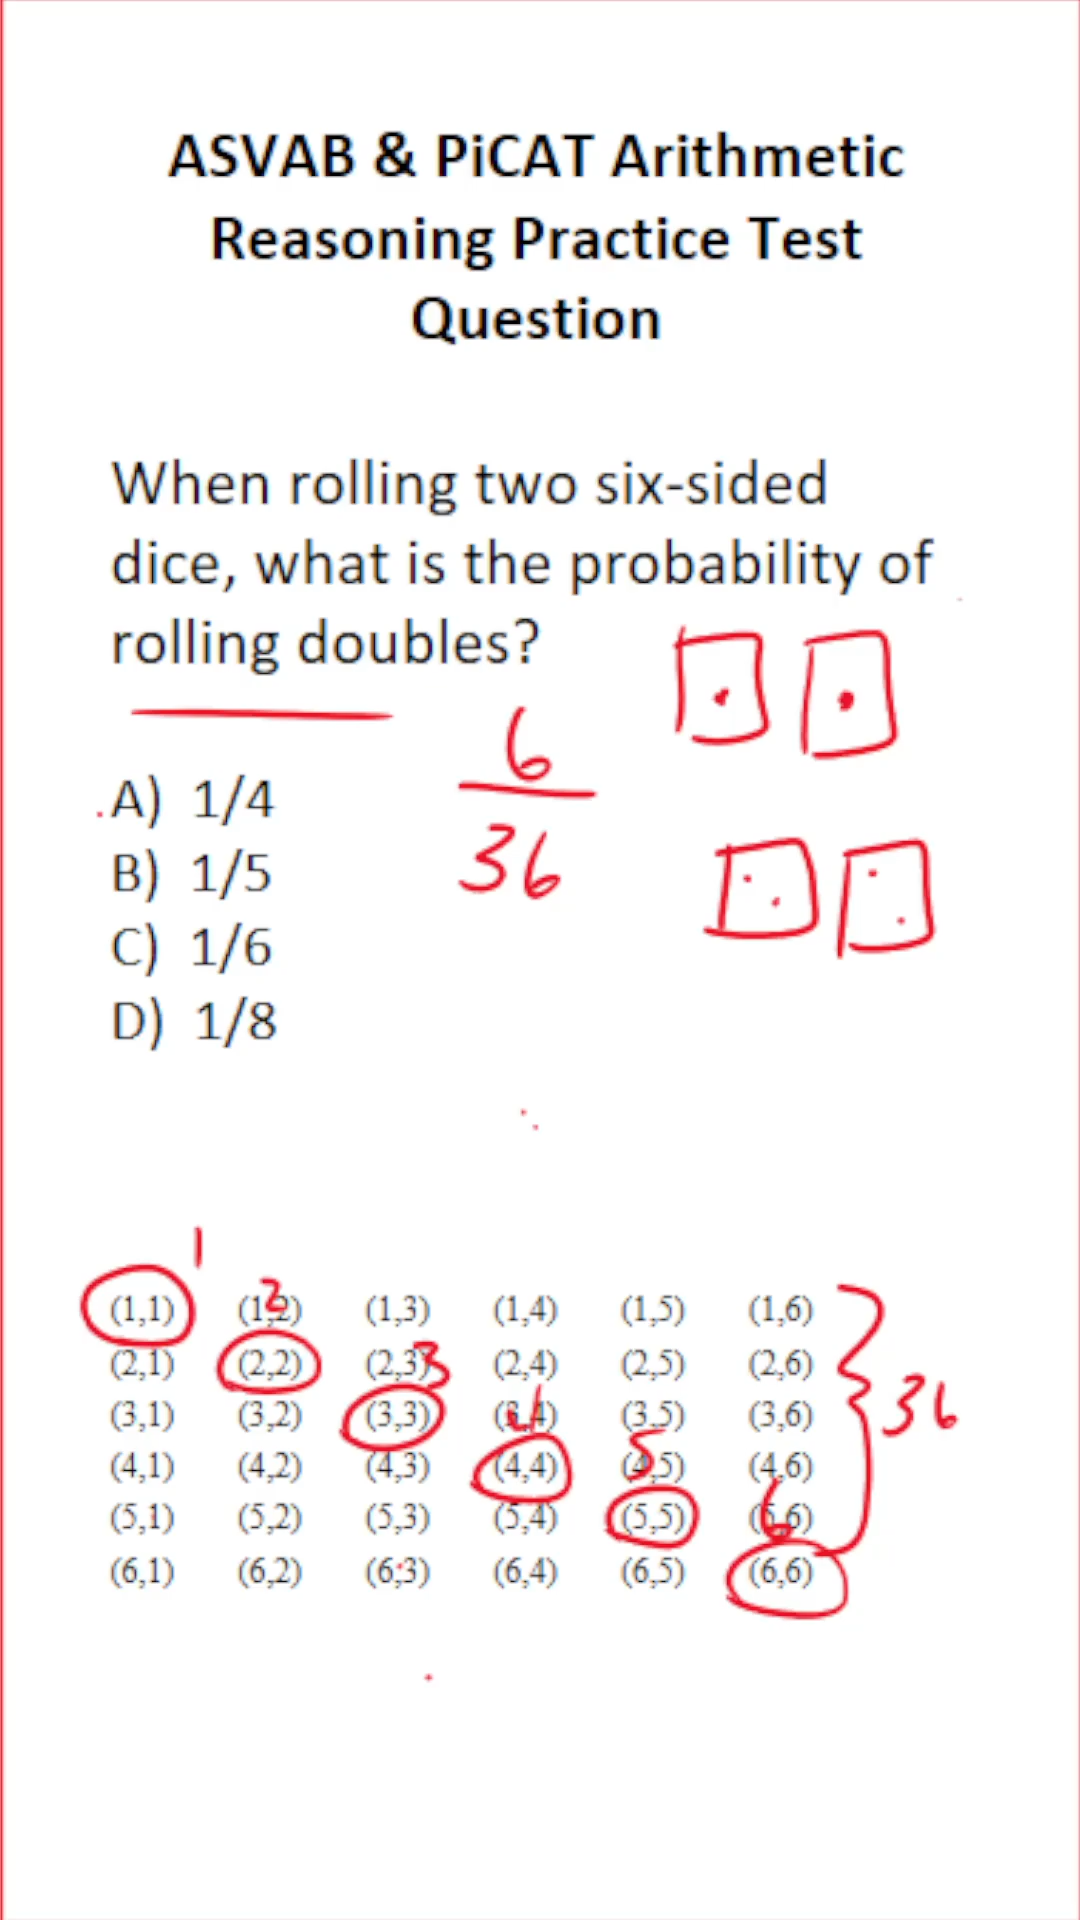 ASVAB & PiCAT Arithmetic
Reasoning Practice Test
Question
When rolling two six-sided
dice, what is the probability of
rolling doubles?
6
36
A) 1/4
B) 1/5
C) 1/6
D) 1/8
1
(1,1) (1,2) (1,3) (1,4) (1,5) (1,6)
2
(2,1) (2,2) (2,3) (2,4) (2,5) (2,6)
3
(3,1) (3,2) (3,3) (3,4) (3,5) (3,6)
36
4
(4,1) (4,2) (4,3) (4,4) (4,5) (4,6)
5
(5,1) (5,2) (5,3) (5,4) (5,5) (5,6)
6
(6,1) (6,2) (6,3) (6,4) (6,5) (6,6)